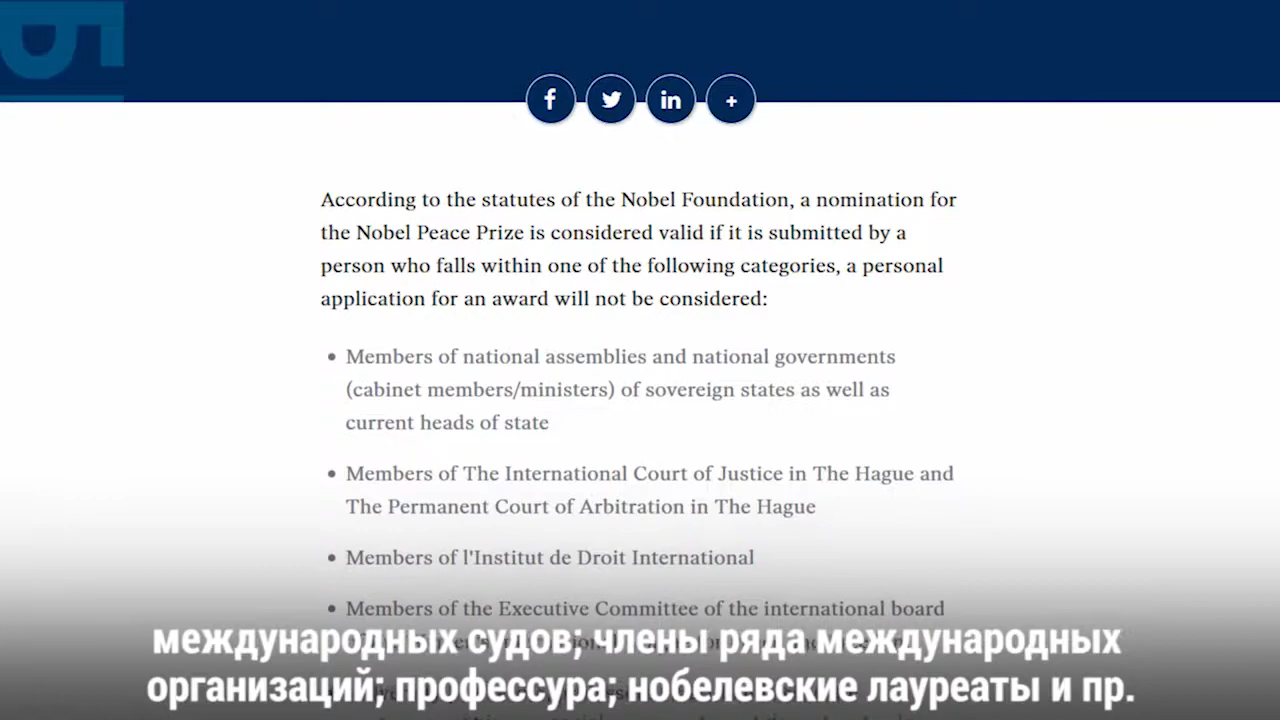 According to the statutes of the Nobel Foundation, a nomination for
the Nobel Peace Prize is considered valid if it is submitted by a
person who falls within one of the following categories, a personal
application for an award will not be considered:
• Members of national assemblies and national governments
(cabinet members/ministers) of sovereign states as well as
current heads of state
• Members of The International Court of Justice in The Hague and
The Permanent Court of Arbitration in The Hague
• Members of l'Institut de Droit International
• Members of the Executive Committee of the international board
международных судов; члены ряда международных
организаций; профессура; нобелевские лауреаты и пр.